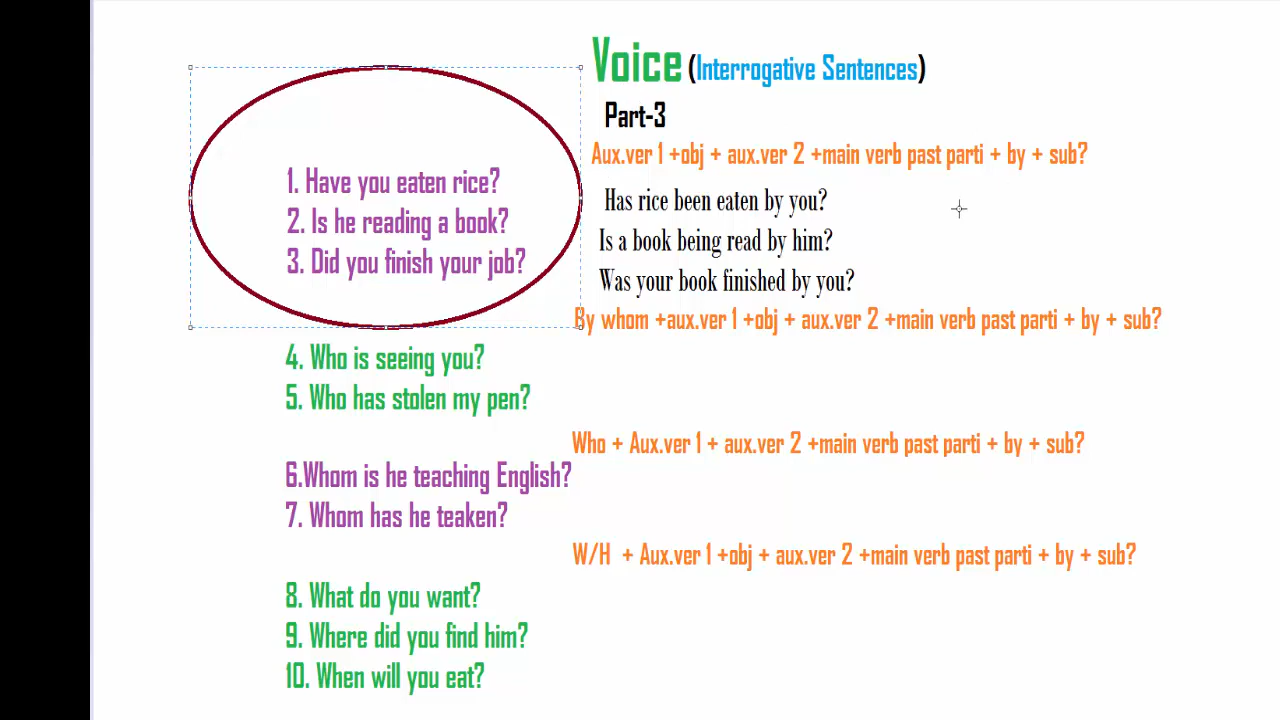 Voice (Interrogative Sentences)
Part-3
Aux.ver 1 +obj + aux.ver 2 +main verb past parti + by + sub?
1. Have you eaten rice?
Has rice been eaten by you?
2. Is he reading a book?
Is a book being read by him?
3. Did you finish your job?
Was your book finished by you?
By whom +aux.ver 1 +obj + aux.ver 2 +main verb past parti + by + sub?
4. Who is seeing you?
5. Who has stolen my pen?
Who + Aux.ver 1 + aux.ver 2 +main verb past parti + by + sub?
6.Whom is he teaching English?
7. Whom has he teaken?
W/H + Aux.ver 1 +obj + aux.ver 2 +main verb past parti + by + sub?
8. What do you want?
9. Where did you find him?
10. When will you eat?